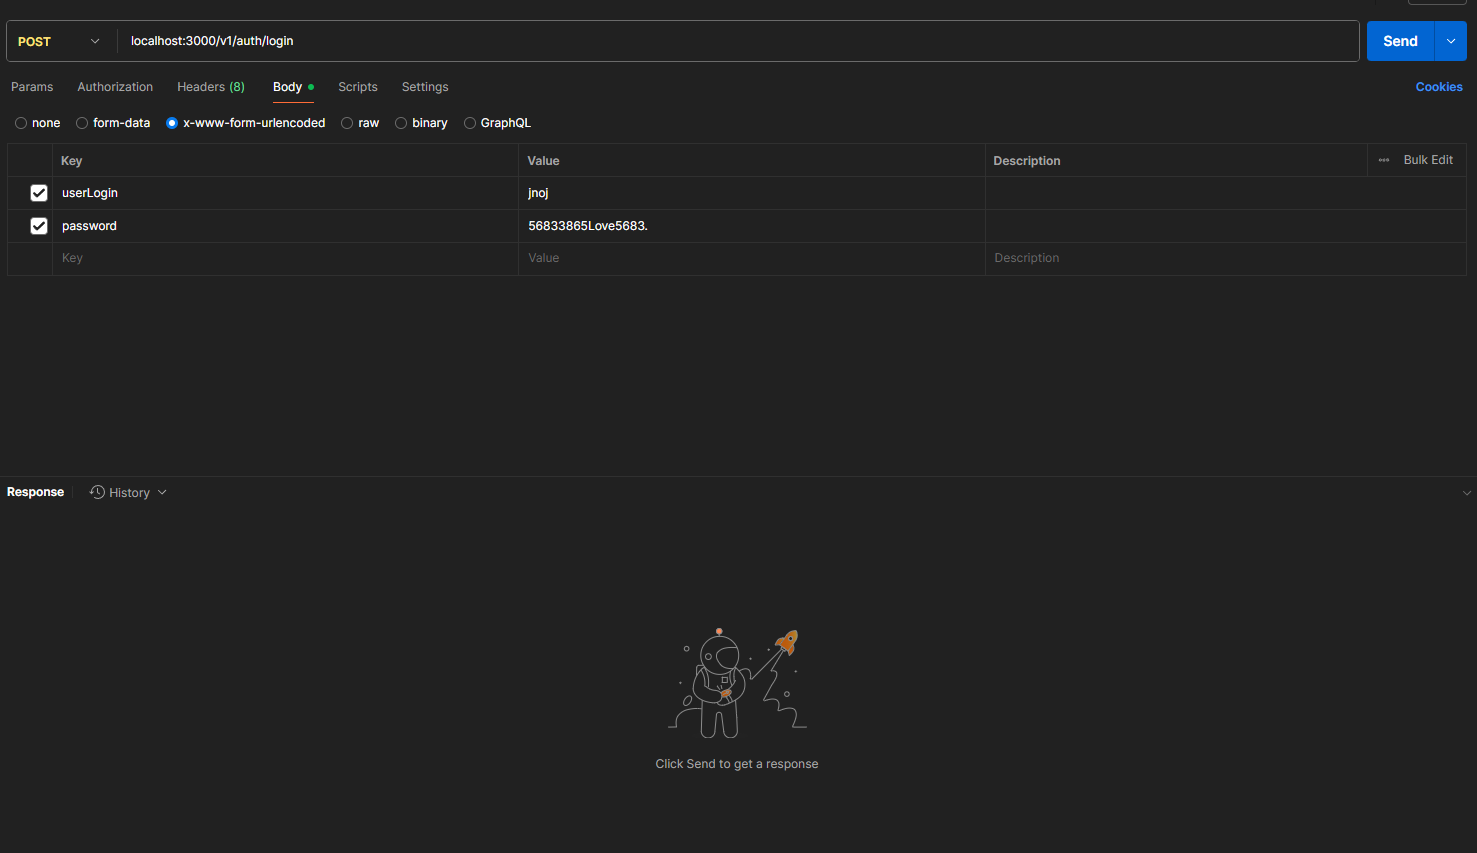 POST localhost:3000/v1/auth/login Send
Params Authorization Headers (8) Body Scripts Settings Cookies
none form-data x-www-form-urlencoded raw binary GraphQL
Key Value Description Bulk Edit
userLogin jnoj
password 56833865Love5683.
Key Value Description
Response History
Click Send to get a response